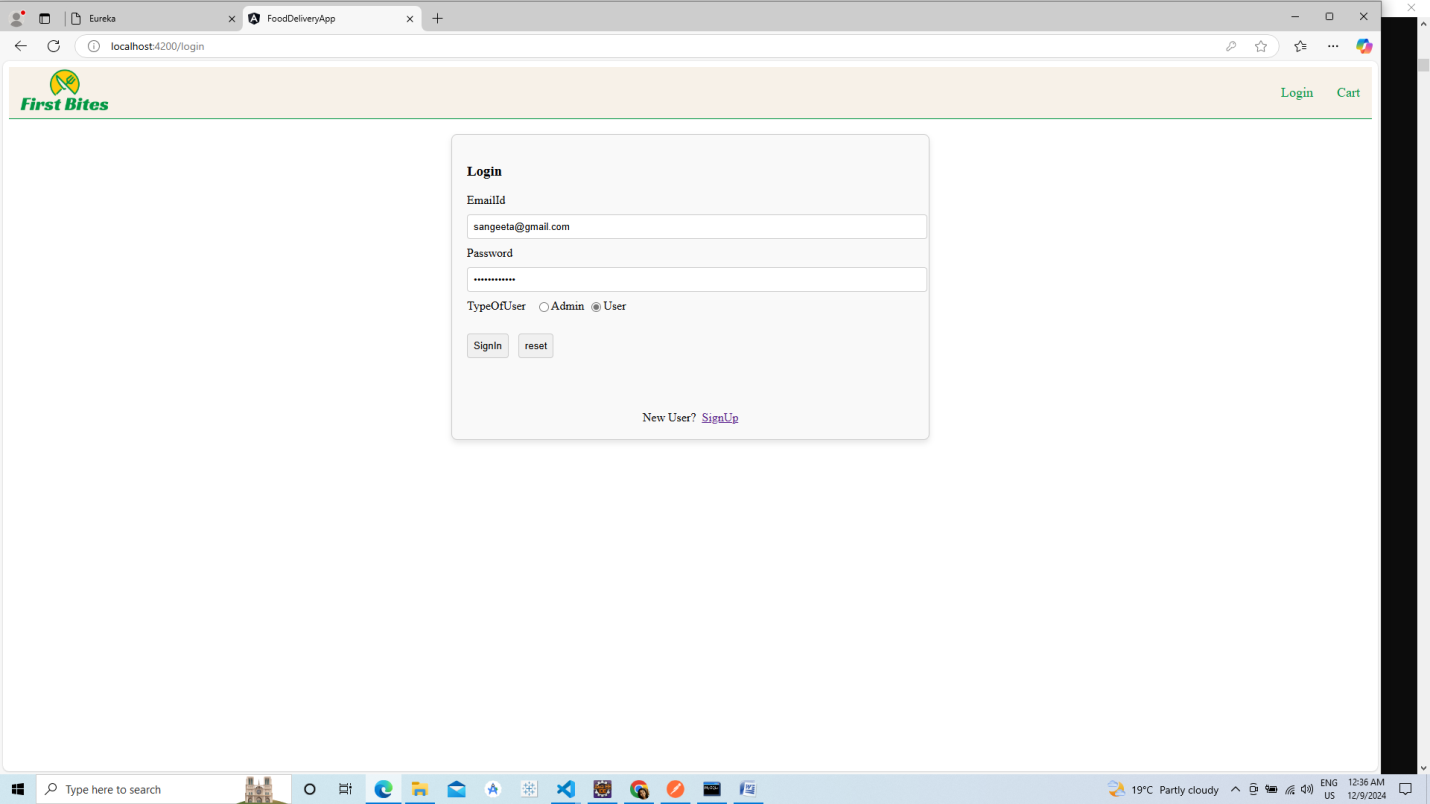 Eureka
FoodDeliveryApp
localhost:4200/login
First Bites
Login
Cart
Login
EmailId
sangeeta@gmail.com
Password
••••••••••••
TypeOfUser Admin User
SignIn reset
New User? SignUp
Type here to search
19°C Partly cloudy
ENG
US
12:36 AM
12/9/2024